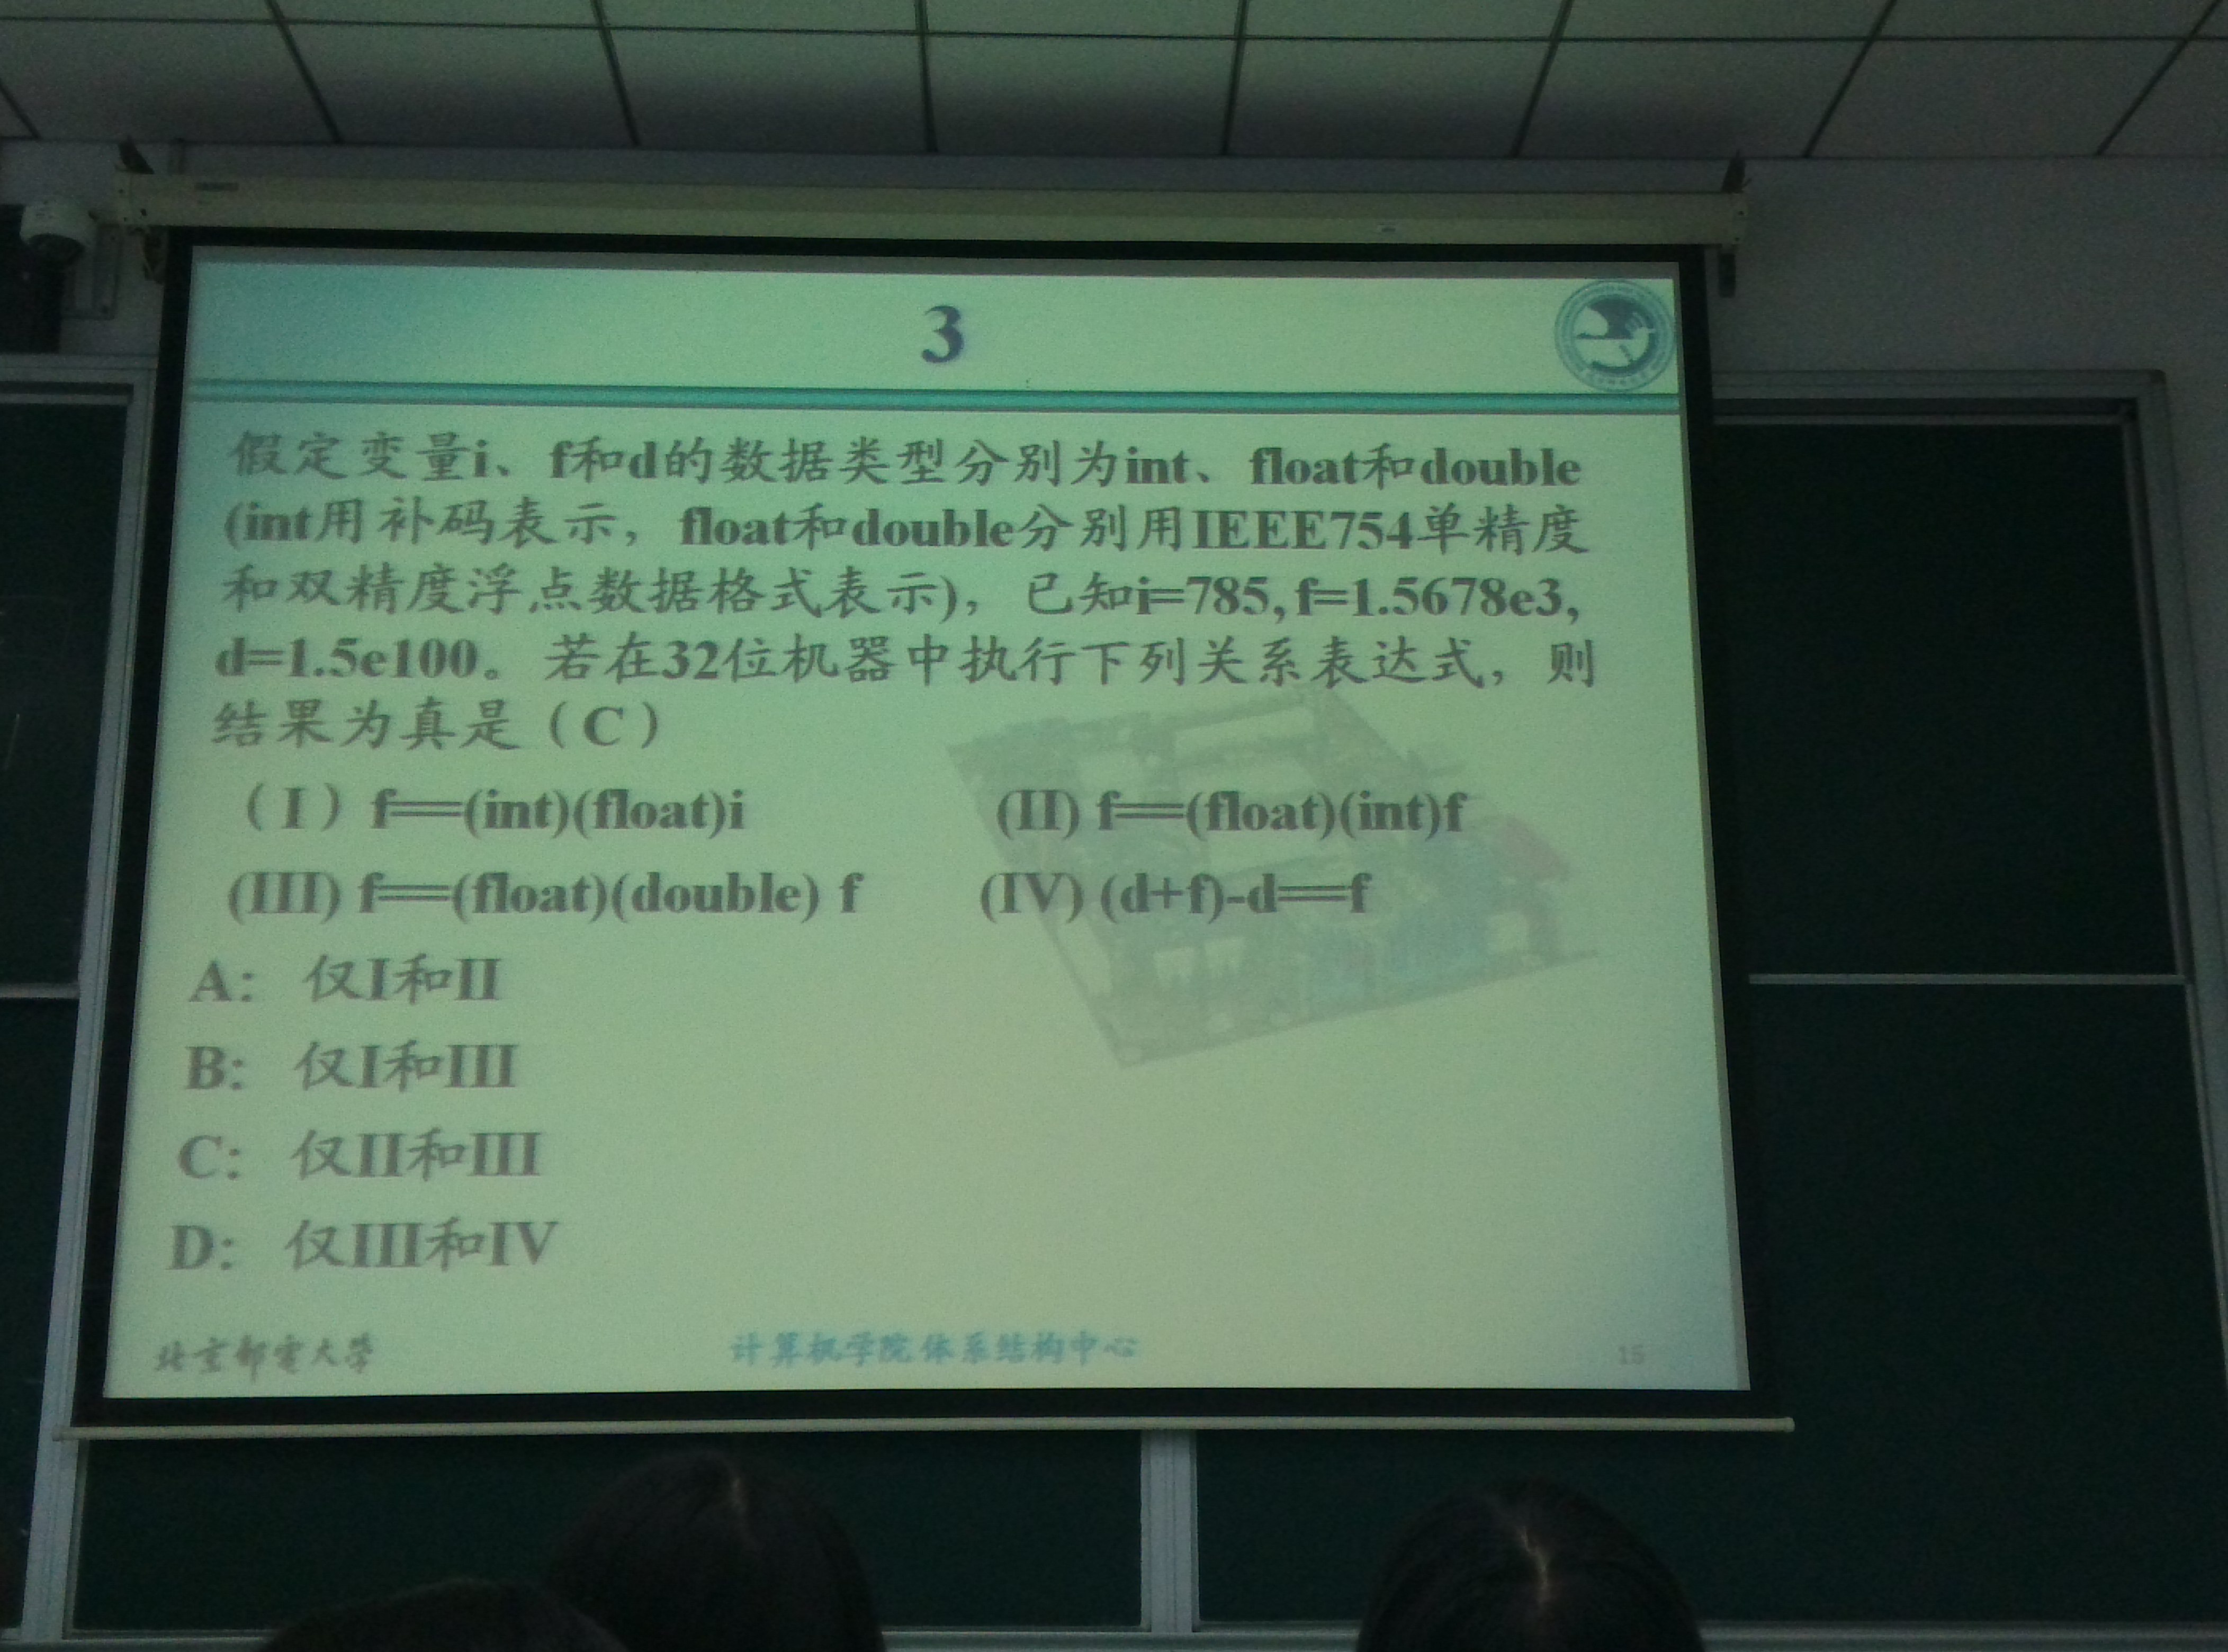 3
假定变量i、f和d的数据类型分别为int、float和double
(int用补码表示，float和double分别用IEEE754单精度
和双精度浮点数据格式表示)，已知i=785, f=1.5678e3,
d=1.5e100。若在32位机器中执行下列关系表达式，则
结果为真是（C）
（I）f==(int)(float)i (II) f==(float)(int)f
(III) f==(float)(double) f (IV) (d+f)-d==f
A: 仅I和II
B: 仅I和III
C: 仅II和III
D: 仅III和IV
北京邮电大学 计算机学院体系结构中心 15